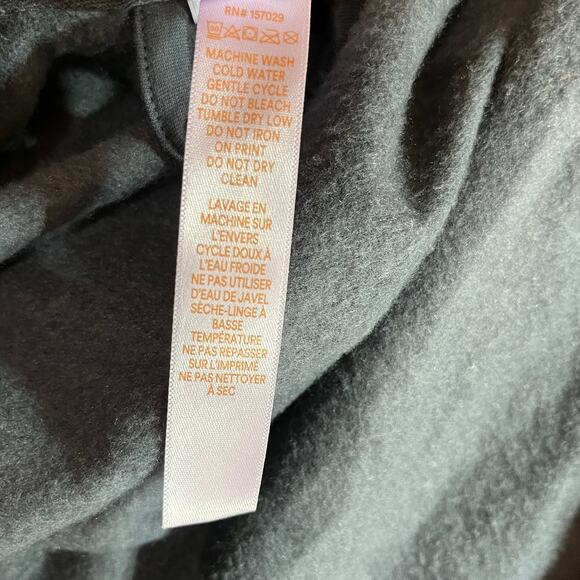 RN# 157029
MACHINE WASH
COLD WATER
GENTLE CYCLE
DO NOT BLEACH
TUMBLE DRY LOW
DO NOT IRON
ON PRINT
DO NOT DRY
CLEAN
LAVAGE EN
MACHINE SUR
L'ENVERS
CYCLE DOUX À
L'EAU FROIDE
NE PAS UTILISER
D'EAU DE JAVEL
SÈCHE-LINGE À
BASSE
TEMPÉRATURE
NE PAS REPASSER
SUR L'IMPRIMÉ
NE PAS NETTOYER
À SEC